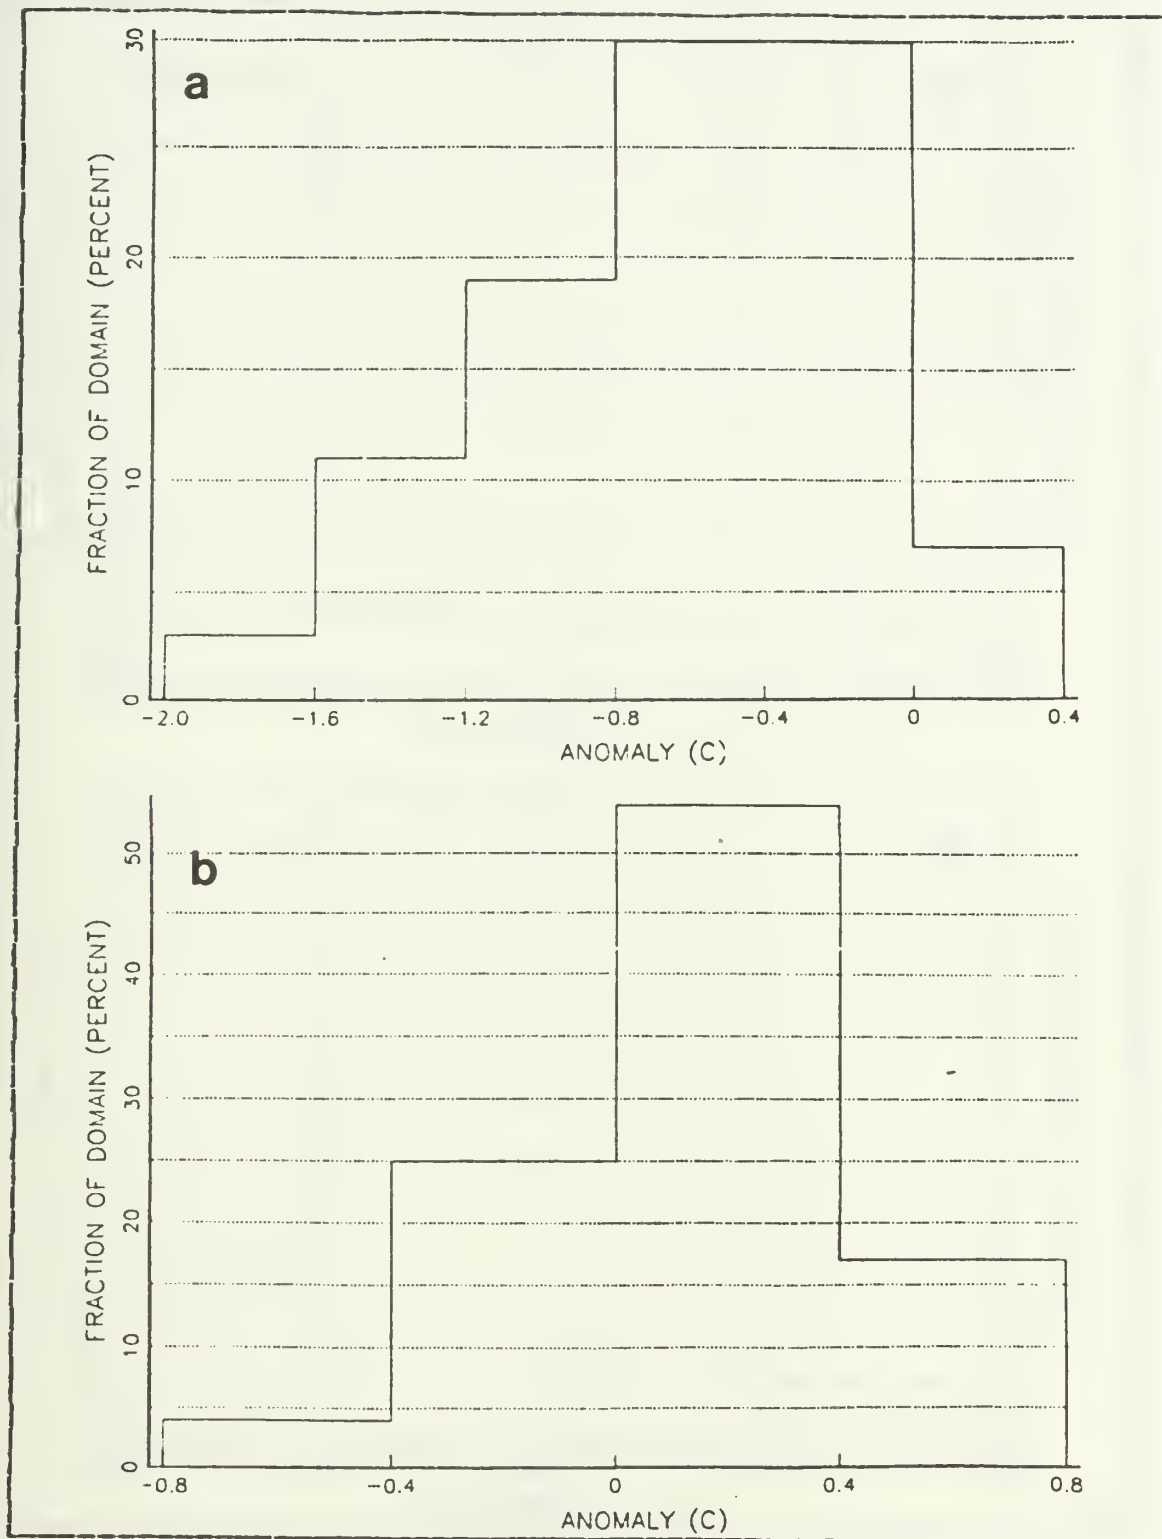 a
30
20
10
0
FRACTION OF DOMAIN (PERCENT)
-2.0 -1.6 -1.2 -0.8 -0.4 0 0.4
ANOMALY (C)
b
50
40
30
20
10
0
FRACTION OF DOMAIN (PERCENT)
-0.8 -0.4 0 0.4 0.8
ANOMALY (C)